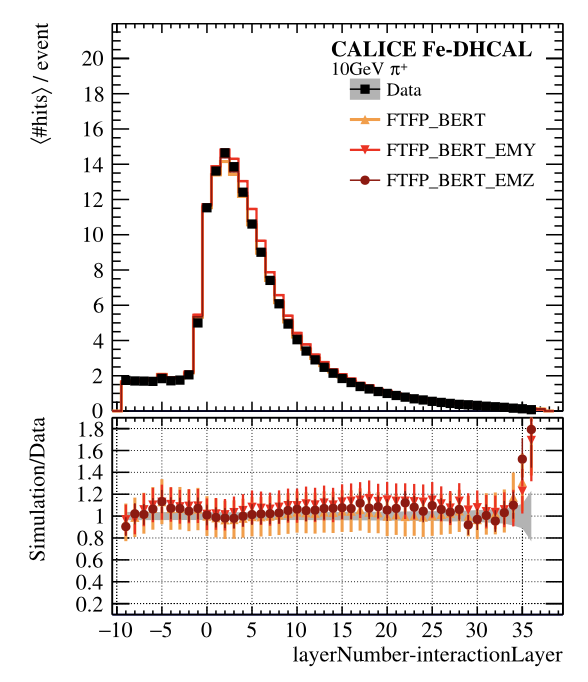 ⟨#hits⟩ / event
20
18
16
14
12
10
8
6
4
2
0
CALICE Fe-DHCAL
10GeV π⁺
Data
FTFP_BERT
FTFP_BERT_EMY
FTFP_BERT_EMZ
Simulation/Data
1.8
1.6
1.4
1.2
1
0.8
0.6
0.4
0.2
−10 −5 0 5 10 15 20 25 30 35
layerNumber-interactionLayer